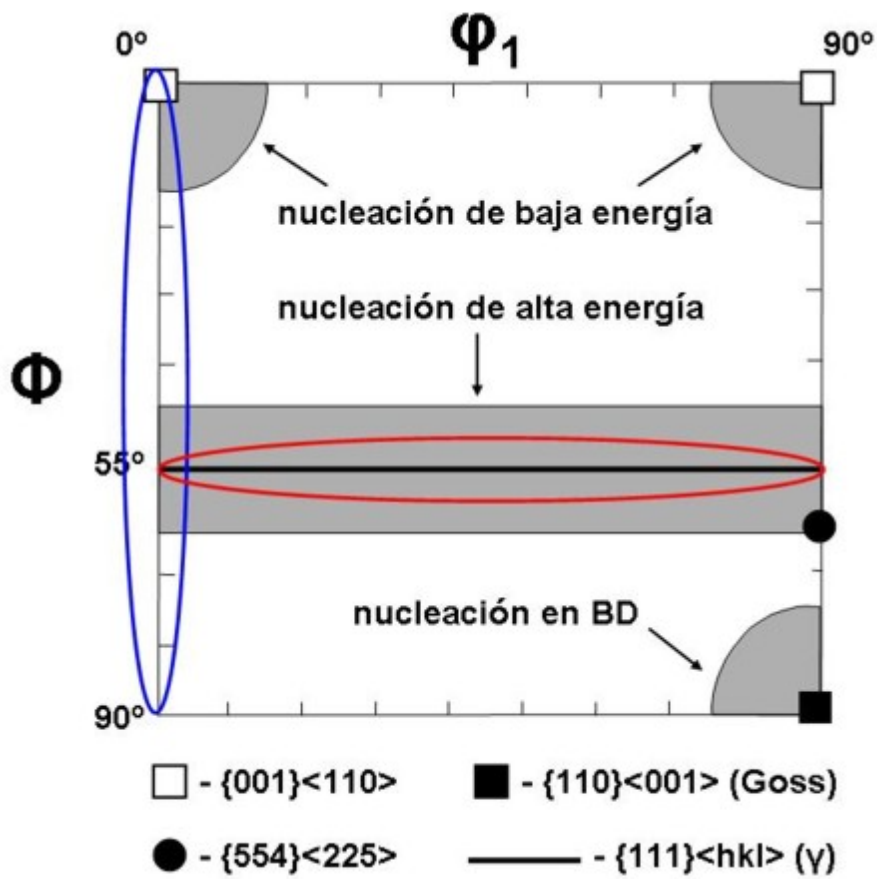 0º φ1 90º
nucleación de baja energía
nucleación de alta energía
Φ
55º
nucleación en BD
90º
- {001}<110> - {110}<001> (Goss)
- {554}<225> - {111}<hkl> (γ)